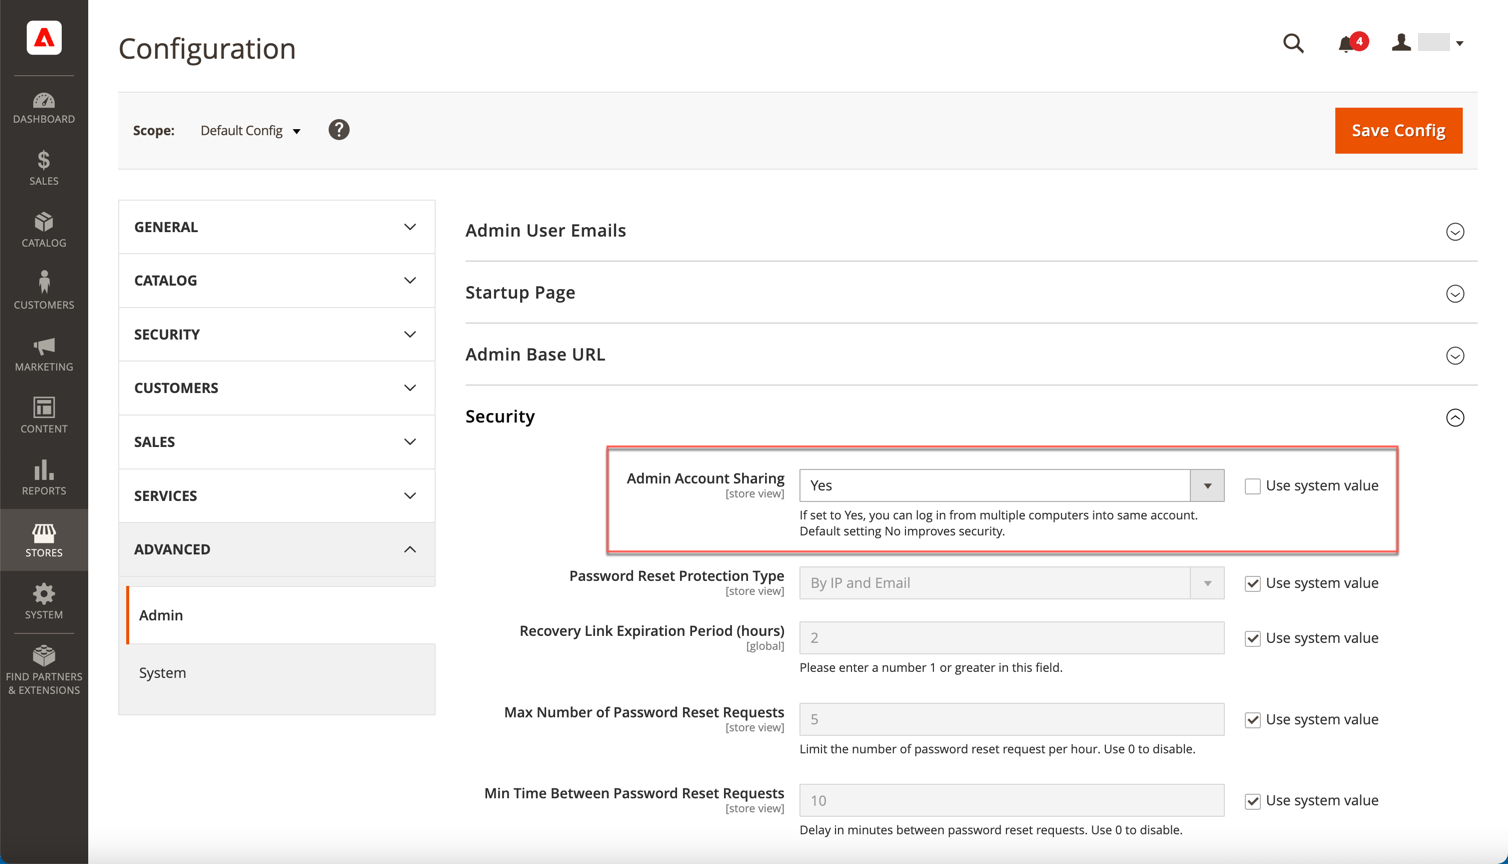 Configuration
4
Scope: Default Config ?
Save Config
DASHBOARD
$
SALES
CATALOG
CUSTOMERS
MARKETING
CONTENT
REPORTS
STORES
SYSTEM
FIND PARTNERS
& EXTENSIONS
GENERAL
CATALOG
SECURITY
CUSTOMERS
SALES
SERVICES
ADVANCED
Admin
System
Admin User Emails
Startup Page
Admin Base URL
Security
Admin Account Sharing
[store view]
Yes
Use system value
If set to Yes, you can log in from multiple computers into same account.
Default setting No improves security.
Password Reset Protection Type
[store view]
By IP and Email
Use system value
Recovery Link Expiration Period (hours)
[global]
2
Use system value
Please enter a number 1 or greater in this field.
Max Number of Password Reset Requests
[store view]
5
Use system value
Limit the number of password reset request per hour. Use 0 to disable.
Min Time Between Password Reset Requests
[store view]
10
Use system value
Delay in minutes between password reset requests. Use 0 to disable.